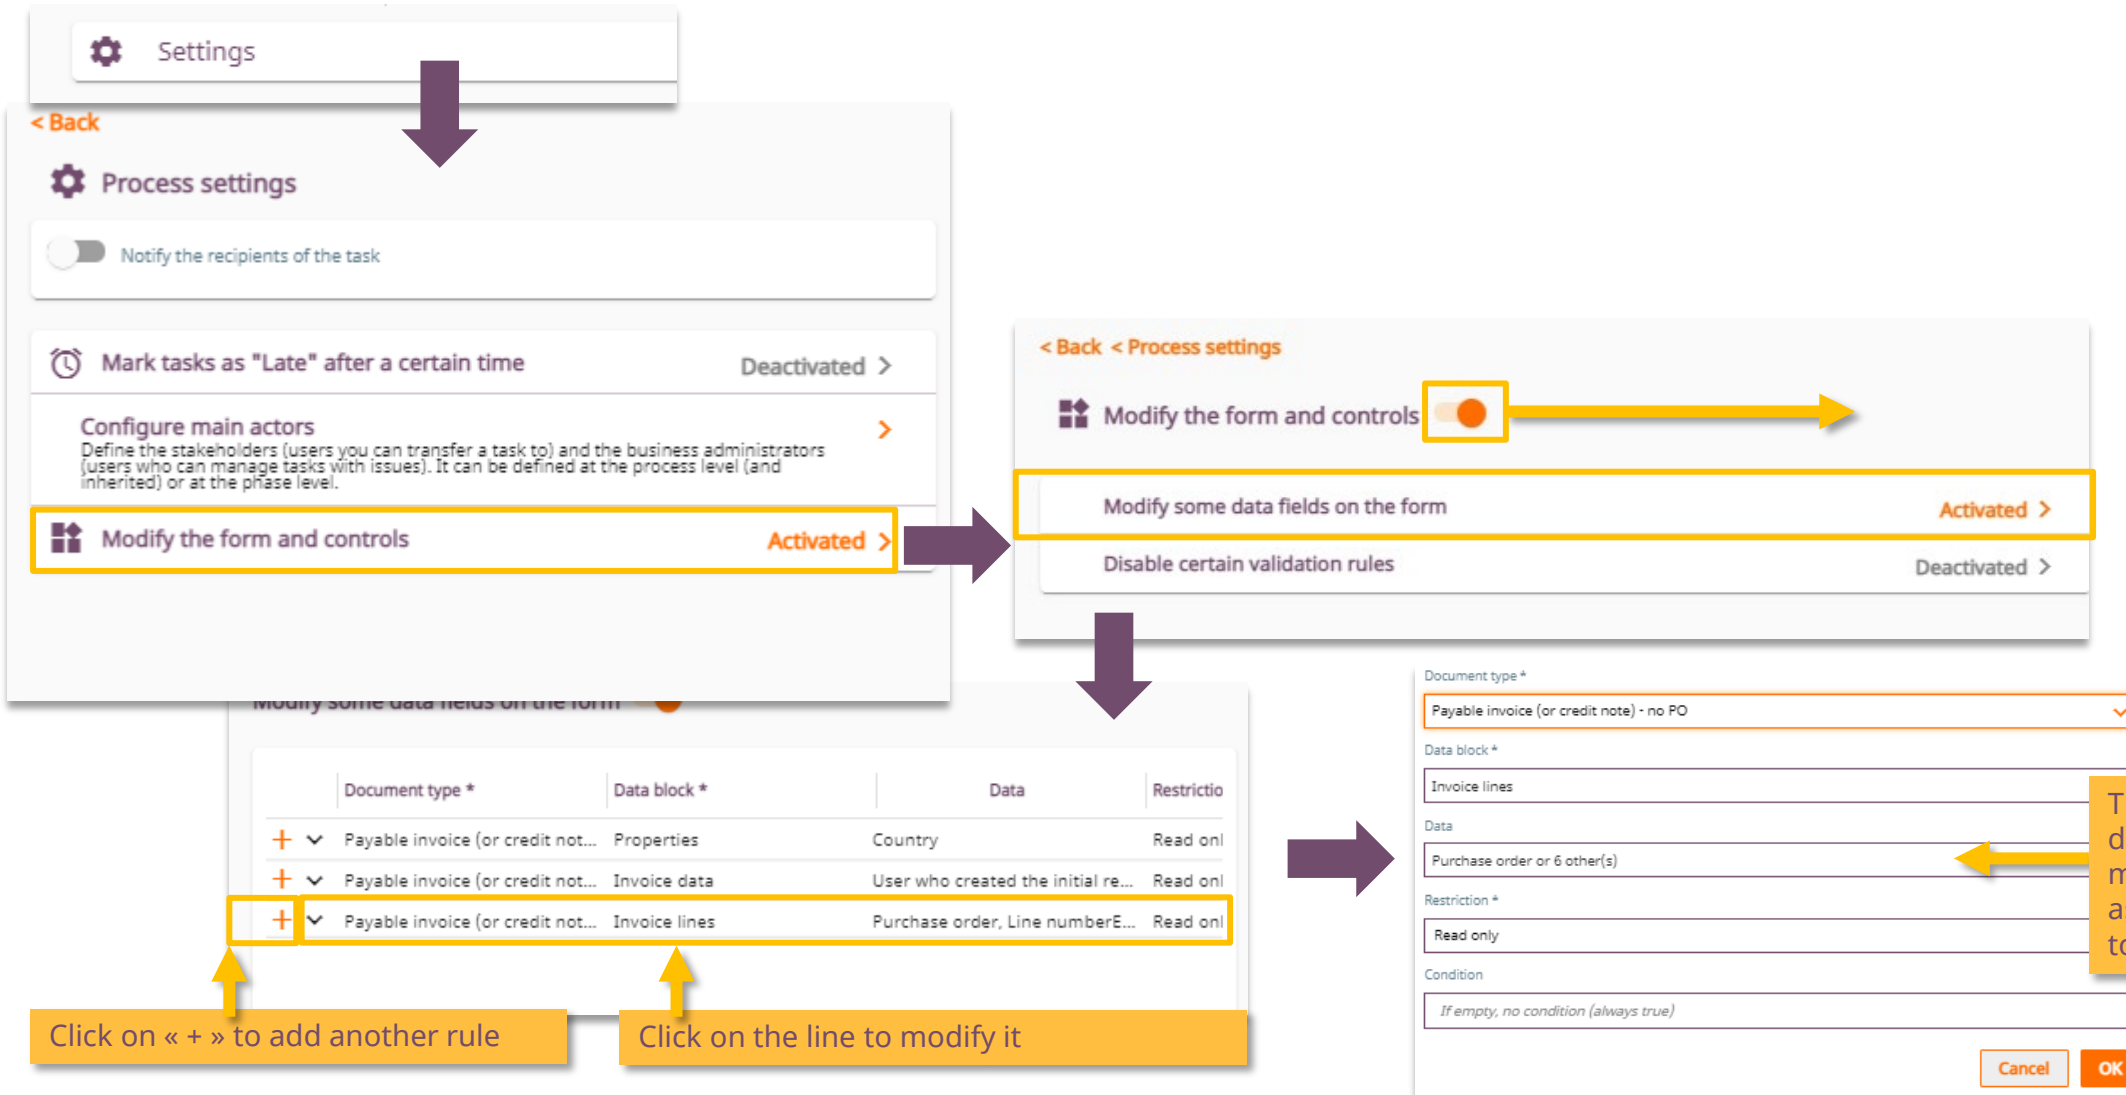 Settings
< Back
Process settings
Notify the recipients of the task
Mark tasks as "Late" after a certain time Deactivated
Configure main actors
Define the stakeholders (users you can transfer a task to) and the business administrators
(users who can manage tasks with issues). It can be defined at the process level (and
inherited) or at the phase level.
Modify the form and controls Activated
< Back < Process settings
Modify the form and controls
Modify some data fields on the form Activated
Disable certain validation rules Deactivated
Modify some data fields on the form
Document type * Data block * Data Restrictio
+ Payable invoice (or credit not... Properties Country Read onl
+ Payable invoice (or credit not... Invoice data User who created the initial re... Read onl
+ Payable invoice (or credit not... Invoice lines Purchase order, Line numberE... Read onl
Click on « + » to add another rule
Click on the line to modify it
Document type *
Payable invoice (or credit note) - no PO
Data block *
Invoice lines
Data
Purchase order or 6 other(s)
Restriction *
Read only
Condition
If empty, no condition (always true)
Cancel OK